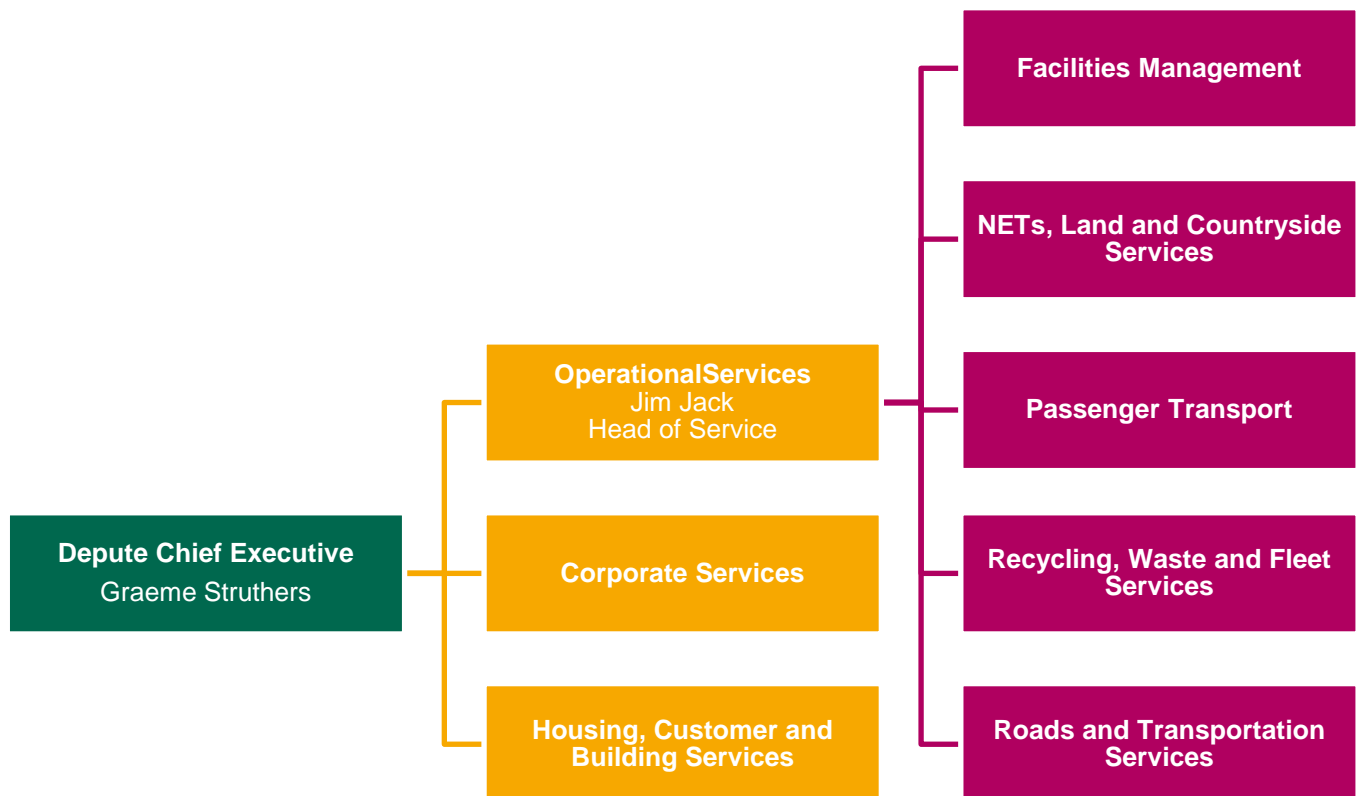 Facilities Management
NETs, Land and Countryside
Services
OperationalServices
Jim Jack
Head of Service
Passenger Transport
Depute Chief Executive
Graeme Struthers
Corporate Services
Recycling, Waste and Fleet
Services
Housing, Customer and
Building Services
Roads and Transportation
Services